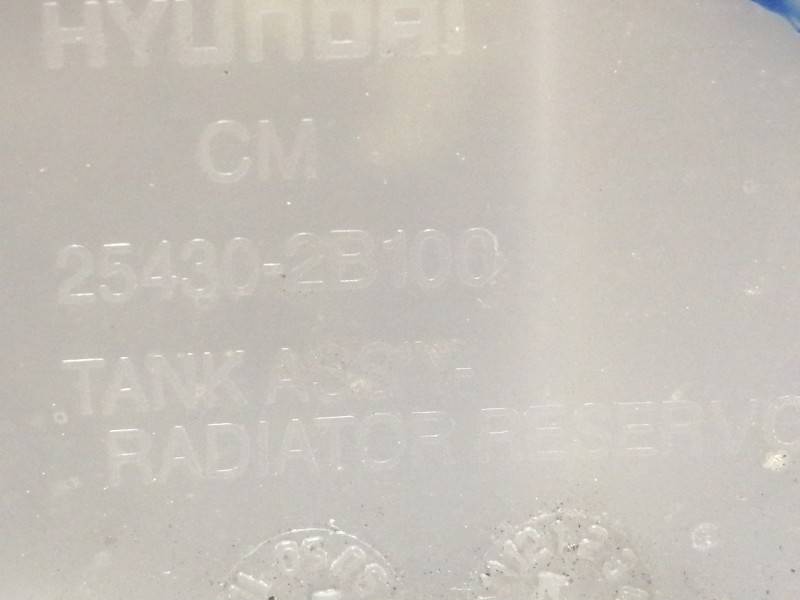 HYUNDAI
CM
25430-2B100
TANK ASS'Y-
RADIATOR RESERVO